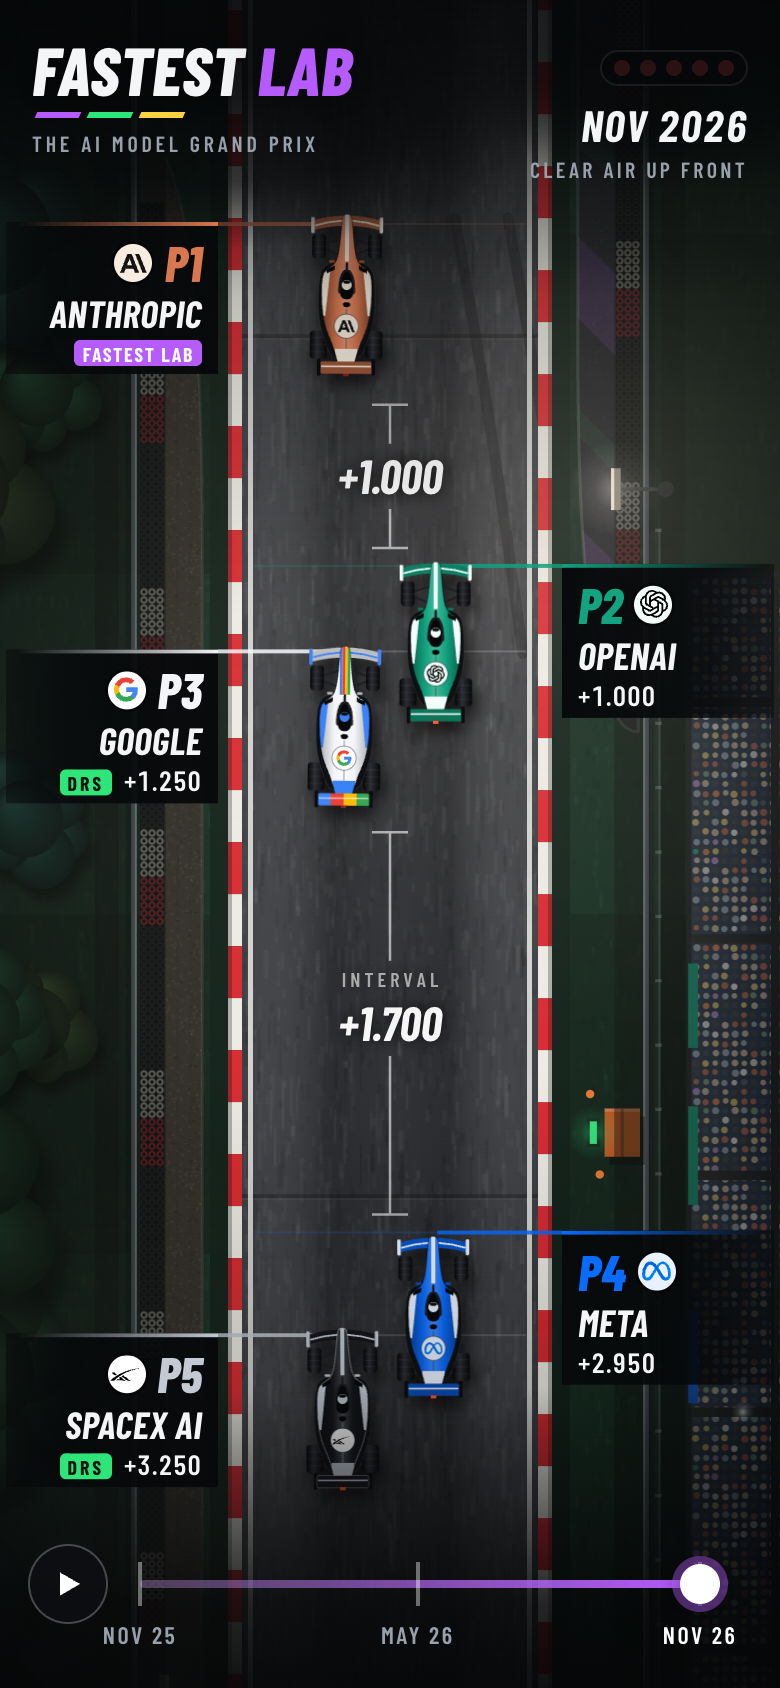 FASTEST LAB
THE AI MODEL GRAND PRIX
NOV 2026
CLEAR AIR UP FRONT
P1
ANTHROPIC
FASTEST LAB
+1.000
P2
OPENAI
+1.000
P3
GOOGLE
DRS +1.250
INTERVAL
+1.700
P4
META
+2.950
P5
SPACEX AI
DRS +3.250
NOV 25
MAY 26
NOV 26